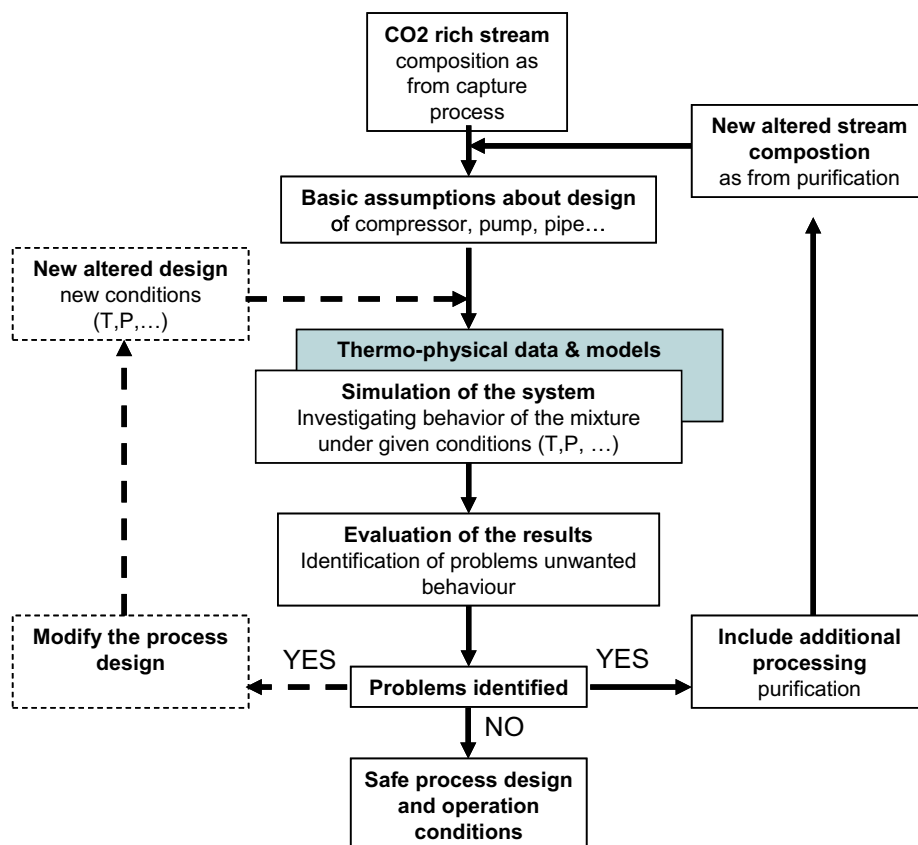 CO2 rich stream
composition as
from capture
process
New altered stream
compostion
as from purification
Basic assumptions about design
of compressor, pump, pipe…
New altered design
new conditions
(T,P,…)
Thermo-physical data & models
Simulation of the system
Investigating behavior of the mixture
under given conditions (T,P, …)
Evaluation of the results
Identification of problems unwanted
behaviour
Modify the process
design
YES
Problems identified
YES
Include additional
processing
purification
NO
Safe process design
and operation
conditions